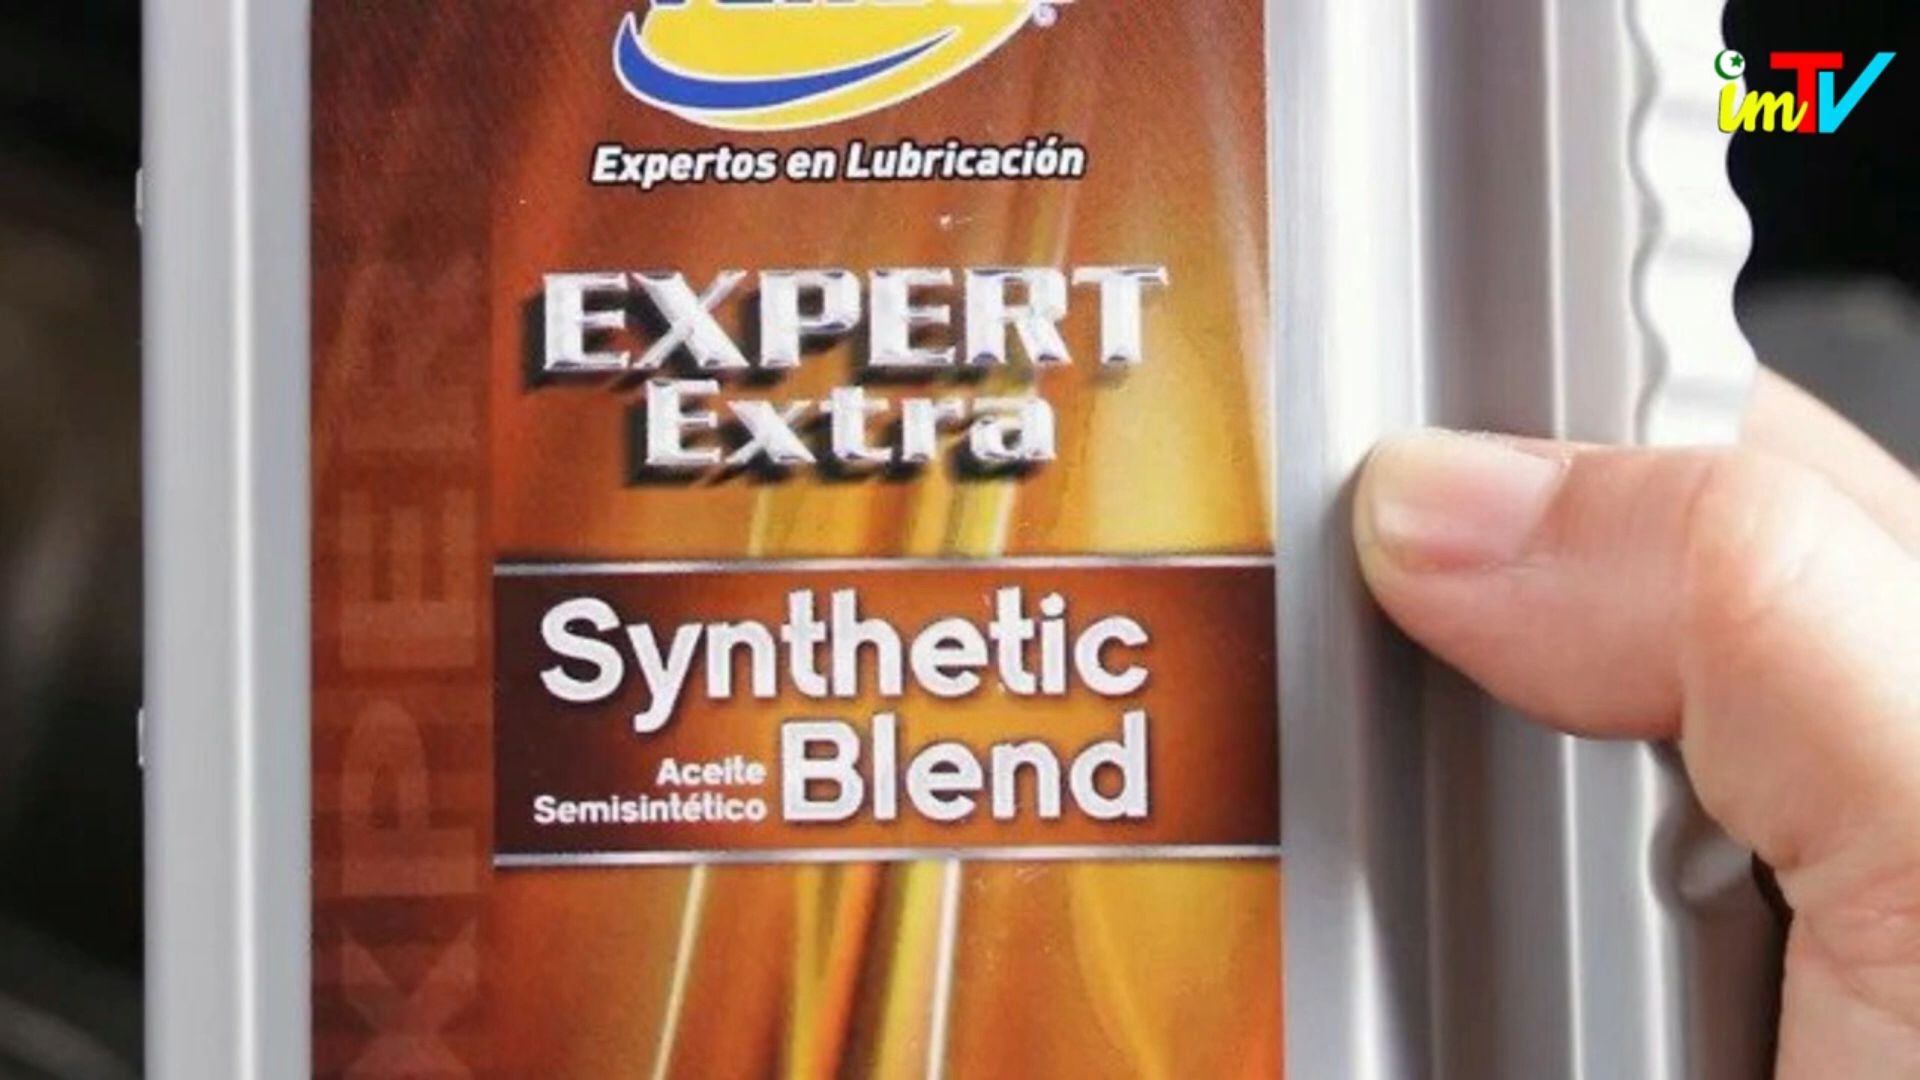 imTV
Expertos en Lubricación
EXPERT
Extra
Synthetic
Aceite
Semisintético
Blend